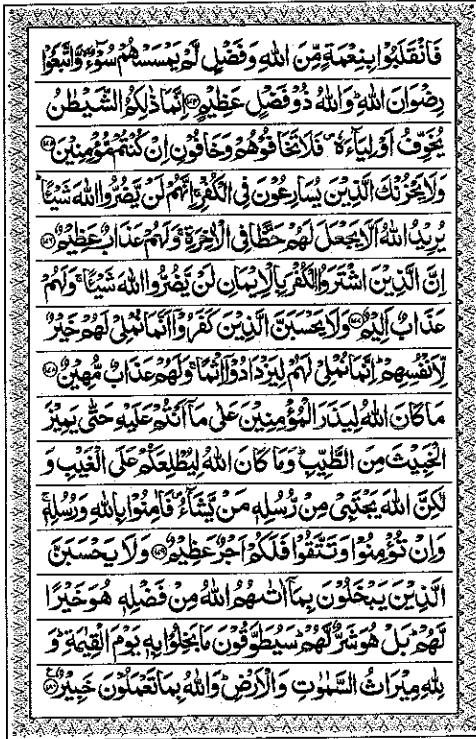 فَانْقَلَبُوْا بِنِعْمَةٍ مِّنَ اللّٰهِ وَفَضْلٍ لَّمْ يَمْسَسْهُمْ سُوْٓءٌ ۙ وَّاتَّبَعُوْا
رِضْوَانَ اللّٰهِ ؕ وَاللّٰهُ ذُوْ فَضْلٍ عَظِيْمٍ ﴿۱۷۴﴾ اِنَّمَا ذٰلِكُمُ الشَّيْطٰنُ
يُخَوِّفُ اَوْلِيَآءَهٗ ۪ فَلَا تَخَافُوْهُمْ وَخَافُوْنِ اِنْ كُنْتُمْ مُّؤْمِنِيْنَ ﴿۱۷۵﴾
وَلَا يَحْزُنْكَ الَّذِيْنَ يُسَارِعُوْنَ فِى الْكُفْرِ ۚ اِنَّهُمْ لَنْ يَّضُرُّوا اللّٰهَ شَيْئًا ؕ
يُرِيْدُ اللّٰهُ اَلَّا يَجْعَلَ لَهُمْ حَظًّا فِى الْاٰخِرَةِ ۚ وَلَهُمْ عَذَابٌ عَظِيْمٌ ﴿۱۷۶﴾
اِنَّ الَّذِيْنَ اشْتَرَوُا الْكُفْرَ بِالْاِيْمَانِ لَنْ يَّضُرُّوا اللّٰهَ شَيْئًا ۚ وَلَهُمْ
عَذَابٌ اَلِيْمٌ ﴿۱۷۷﴾ وَلَا يَحْسَبَنَّ الَّذِيْنَ كَفَرُوْۤا اَنَّمَا نُمْلِىْ لَهُمْ خَيْرٌ
لِّاَنْفُسِهِمْ ؕ اِنَّمَا نُمْلِىْ لَهُمْ لِيَزْدَادُوْۤا اِثْمًا ۚ وَلَهُمْ عَذَابٌ مُّهِيْنٌ ﴿۱۷۸﴾
مَا كَانَ اللّٰهُ لِيَذَرَ الْمُؤْمِنِيْنَ عَلٰى مَاۤ اَنْتُمْ عَلَيْهِ حَتّٰى يَمِيْزَ
الْخَبِيْثَ مِنَ الطَّيِّبِ ؕ وَمَا كَانَ اللّٰهُ لِيُطْلِعَكُمْ عَلَى الْغَيْبِ وَ
لٰكِنَّ اللّٰهَ يَجْتَبِىْ مِنْ رُّسُلِهٖ مَنْ يَّشَآءُ ۪ فَاٰمِنُوْا بِاللّٰهِ وَرُسُلِهٖ ۚ
وَاِنْ تُؤْمِنُوْا وَتَتَّقُوْا فَلَكُمْ اَجْرٌ عَظِيْمٌ ﴿۱۷۹﴾ وَلَا يَحْسَبَنَّ
الَّذِيْنَ يَبْخَلُوْنَ بِمَاۤ اٰتٰىهُمُ اللّٰهُ مِنْ فَضْلِهٖ هُوَ خَيْرًا
لَّهُمْ ؕ بَلْ هُوَ شَرٌّ لَّهُمْ ؕ سَيُطَوَّقُوْنَ مَا بَخِلُوْا بِهٖ يَوْمَ الْقِيٰمَةِ ؕ وَ
لِلّٰهِ مِيْرَاثُ السَّمٰوٰتِ وَالْاَرْضِ ؕ وَاللّٰهُ بِمَا تَعْمَلُوْنَ خَبِيْرٌ ﴿۱۸۰﴾